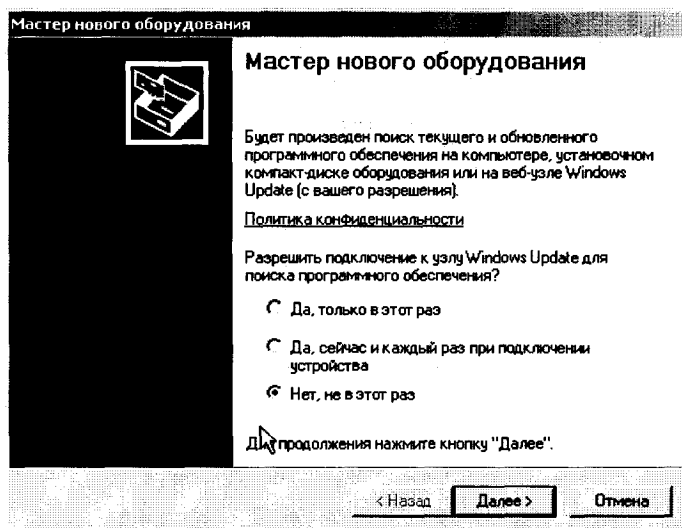 Мастер нового оборудования
Мастер нового оборудования
Будет произведен поиск текущего и обновленного
программного обеспечения на компьютере, установочном
компакт-диске оборудования или на веб-узле Windows
Update (с вашего разрешения).
Политика конфиденциальности
Разрешить подключение к узлу Windows Update для
поиска программного обеспечения?
Да, только в этот раз
Да, сейчас и каждый раз при подключении
устройства
Нет, не в этот раз
Для продолжения нажмите кнопку "Далее".
< Назад
Далее >
Отмена